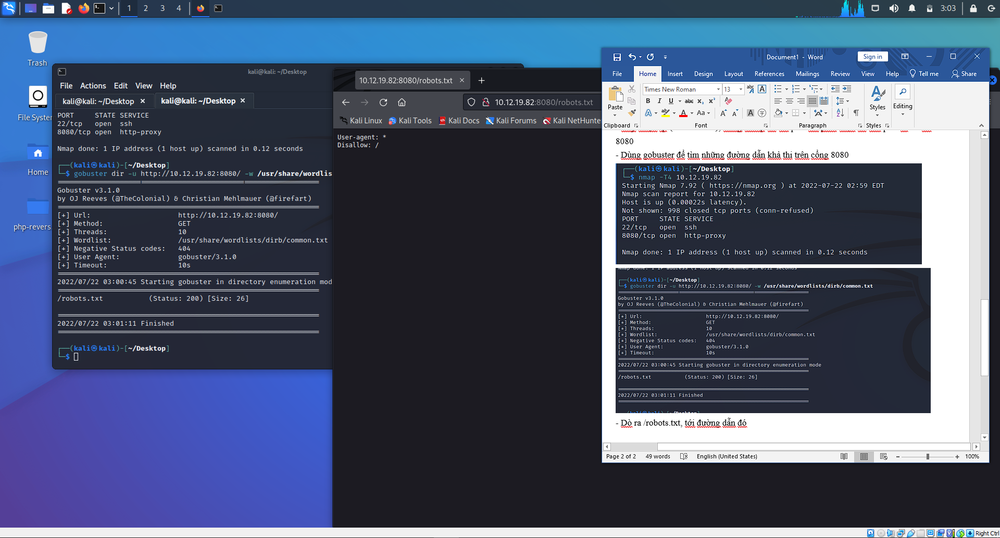 1 2 3 4
3:03
Trash
File System
Home
php-revers
kali@kali: ~/Desktop
File Actions Edit View Help
kali@kali: ~/Desktop × kali@kali: ~/Desktop ×
PORT STATE SERVICE
22/tcp open ssh
8080/tcp open http-proxy
Nmap done: 1 IP address (1 host up) scanned in 0.12 seconds
┌──(kali㉿kali)-[~/Desktop]
└─$ gobuster dir -u http://10.12.19.82:8080/ -w /usr/share/wordlis
Gobuster v3.1.0
by OJ Reeves (@TheColonial) & Christian Mehlmauer (@firefart)
[+] Url: http://10.12.19.82:8080/
[+] Method: GET
[+] Threads: 10
[+] Wordlist: /usr/share/wordlists/dirb/common.txt
[+] Negative Status codes: 404
[+] User Agent: gobuster/3.1.0
[+] Timeout: 10s
2022/07/22 03:00:45 Starting gobuster in directory enumeration mod
/robots.txt (Status: 200) [Size: 26]
2022/07/22 03:01:11 Finished
┌──(kali㉿kali)-[~/Desktop]
└─$
10.12.19.82:8080/robots.txt × +
10.12.19.82:8080/robots.txt
Kali Linux Kali Tools Kali Docs Kali Forums Kali NetHunte
User-agent: *
Disallow: /
Document1 - Word
Sign in
File Home Insert Design Layout References Mailings Review View Help Tell me Share
Paste
Times New Roman 13
Styles
Editing
Clipboard Font Paragraph Styles
8080
- Dùng gobuster để tìm những đường dẫn khả thi trên cổng 8080
┌──(kali㉿kali)-[~/Desktop]
└─$ nmap -T4 10.12.19.82
Starting Nmap 7.92 ( https://nmap.org ) at 2022-07-22 02:59 EDT
Nmap scan report for 10.12.19.82
Host is up (0.00022s latency).
Not shown: 998 closed tcp ports (conn-refused)
PORT STATE SERVICE
22/tcp open ssh
8080/tcp open http-proxy
Nmap done: 1 IP address (1 host up) scanned in 0.12 seconds
Nmap done: 1 IP address (1 host up) scanned in 0.12 seconds
┌──(kali㉿kali)-[~/Desktop]
└─$ gobuster dir -u http://10.12.19.82:8080/ -w /usr/share/wordlists/dirb/common.txt
Gobuster v3.1.0
by OJ Reeves (@TheColonial) & Christian Mehlmauer (@firefart)
[+] Url: http://10.12.19.82:8080/
[+] Method: GET
[+] Threads: 10
[+] Wordlist: /usr/share/wordlists/dirb/common.txt
[+] Negative Status codes: 404
[+] User Agent: gobuster/3.1.0
[+] Timeout: 10s
2022/07/22 03:00:45 Starting gobuster in directory enumeration mode
/robots.txt (Status: 200) [Size: 26]
2022/07/22 03:01:11 Finished
- Dò ra /robots.txt, tới đường dẫn đó
Page 2 of 2 49 words English (United States) 100%
Right Ctrl